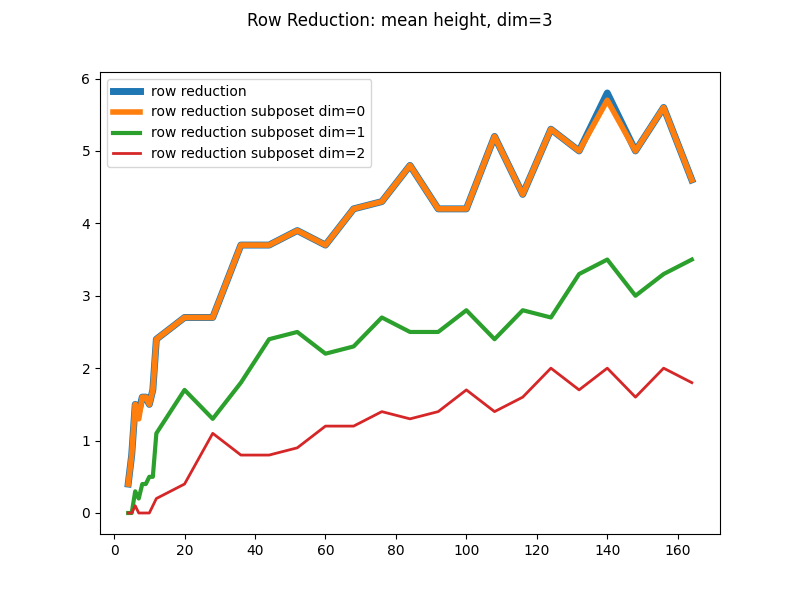 Row Reduction: mean height, dim=3
row reduction
row reduction subposet dim=0
row reduction subposet dim=1
row reduction subposet dim=2
6
5
4
3
2
1
0
0 20 40 60 80 100 120 140 160